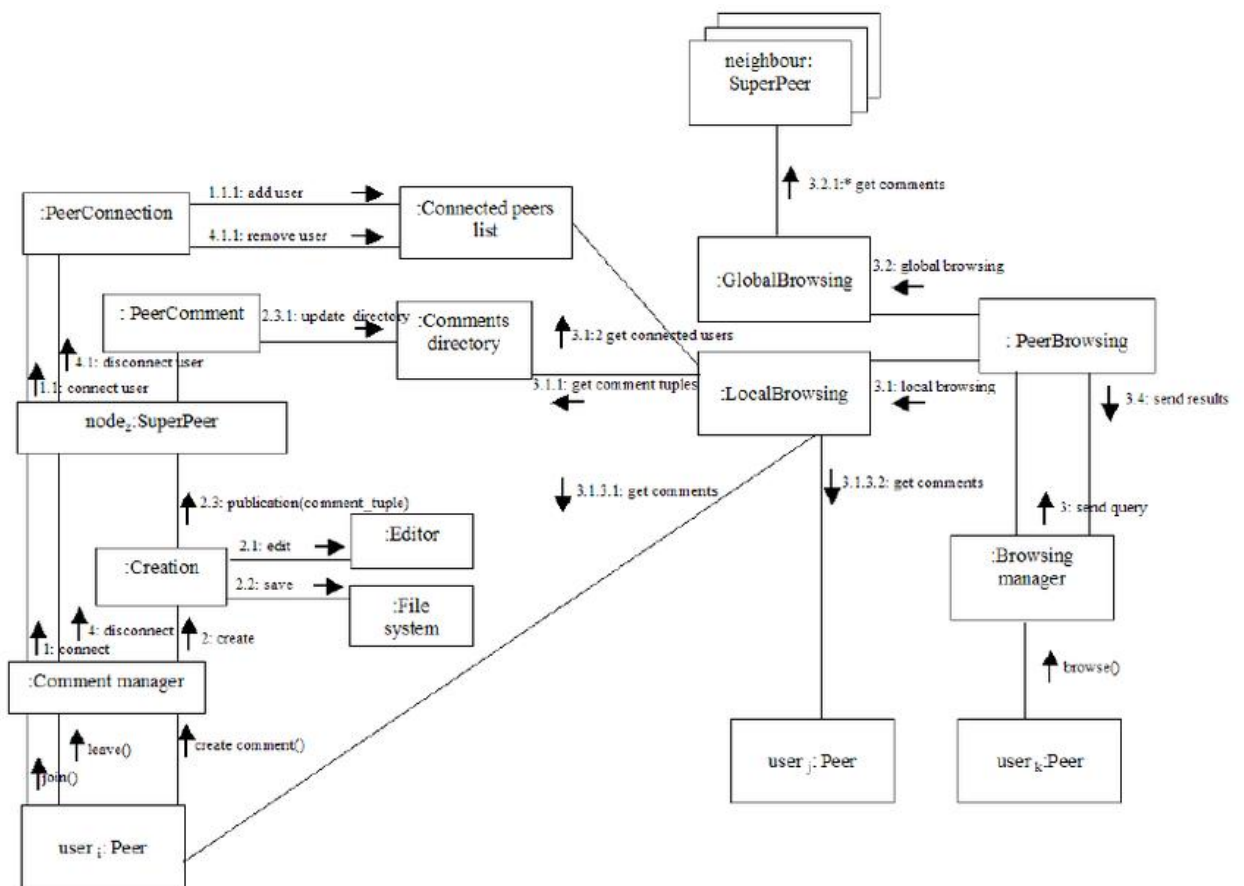 neighbour:
SuperPeer
3.2.1:* get comments
1.1.1: add user
:PeerConnection
:Connected peers
list
4.1.1: remove user
3.2: global browsing
:GlobalBrowsing
: PeerComment
2.3.1: update_directory
:Comments
directory
3.1:2 get connected users
: PeerBrowsing
4.1: disconnect user
1.1: connect user
3.1.1: get comment tuples
:LocalBrowsing
3.1: local browsing
3.4: send results
node z:SuperPeer
3.1.3.1: get comments
3.1.3.2: get comments
2.3: publication(comment_tuple)
3: send query
:Editor
2.1: edit
:Creation
2.2: save
:Browsing
manager
:File
system
4: disconnect
2: create
1: connect
:Comment manager
browse()
leave()
create comment()
join()
user j: Peer
user k:Peer
user i: Peer